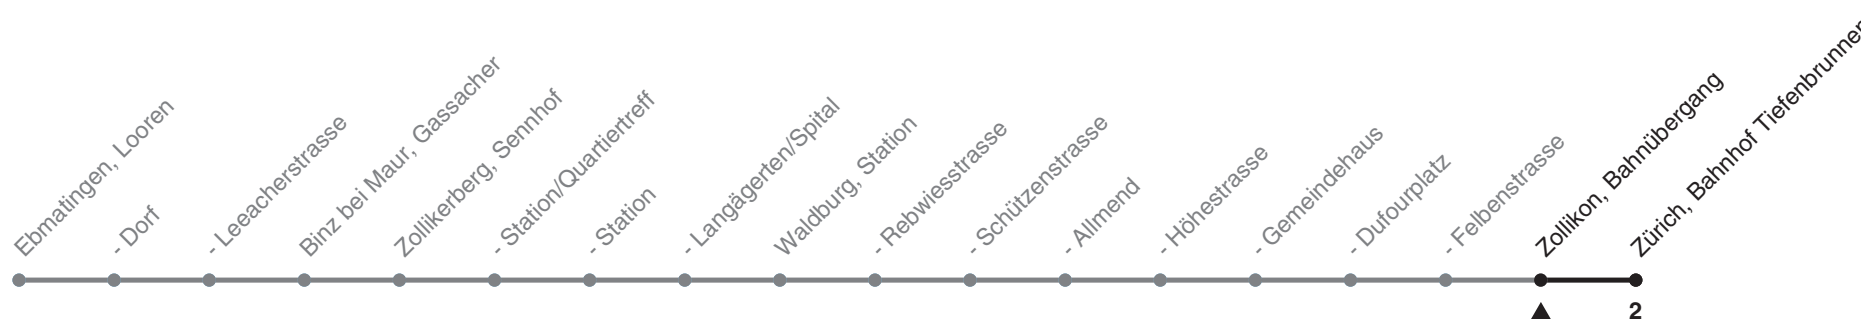 Ebmatingen, Looren
- Dorf
- Leeacherstrasse
Binz bei Maur, Gassacher
Zollikerberg, Sennhof
- Station/Quartiertreff
- Station
- Langägerten/Spital
Waldburg, Station
- Rebwiesstrasse
- Schützenstrasse
- Allmend
- Höhestrasse
- Gemeindehaus
- Dufourplatz
- Felbenstrasse
Zollikon, Bahnübergang
Zürich, Bahnhof Tiefenbrunnen
2